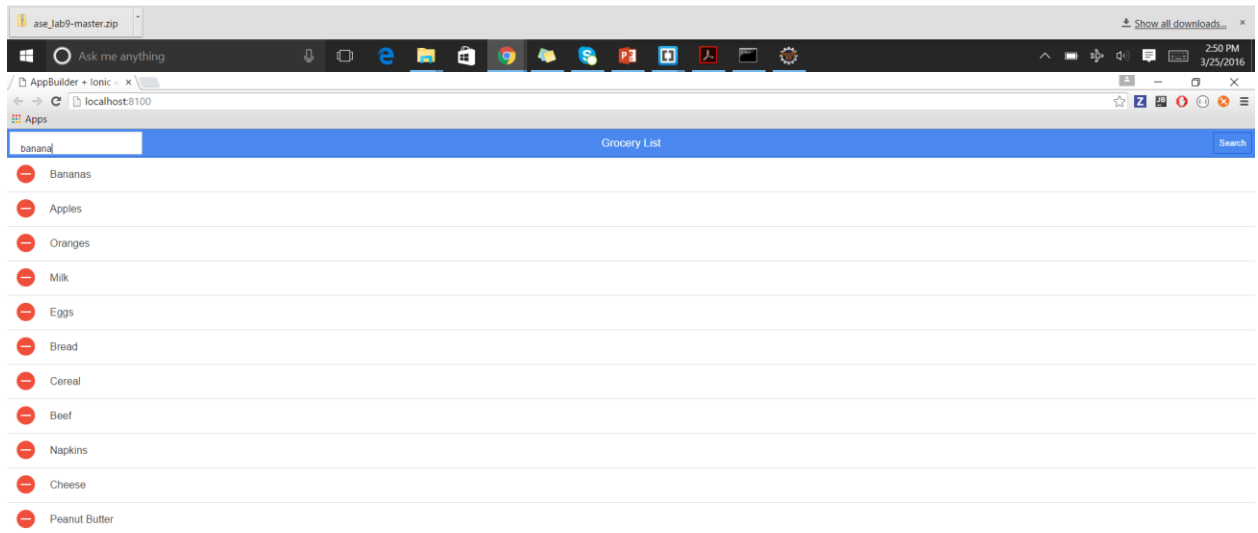 ase_lab9-master.zip
Show all downloads...
Ask me anything
2:50 PM
3/25/2016
AppBuilder + Ionic
localhost:8100
Apps
banana
Grocery List
Search
Bananas
Apples
Oranges
Milk
Eggs
Bread
Cereal
Beef
Napkins
Cheese
Peanut Butter